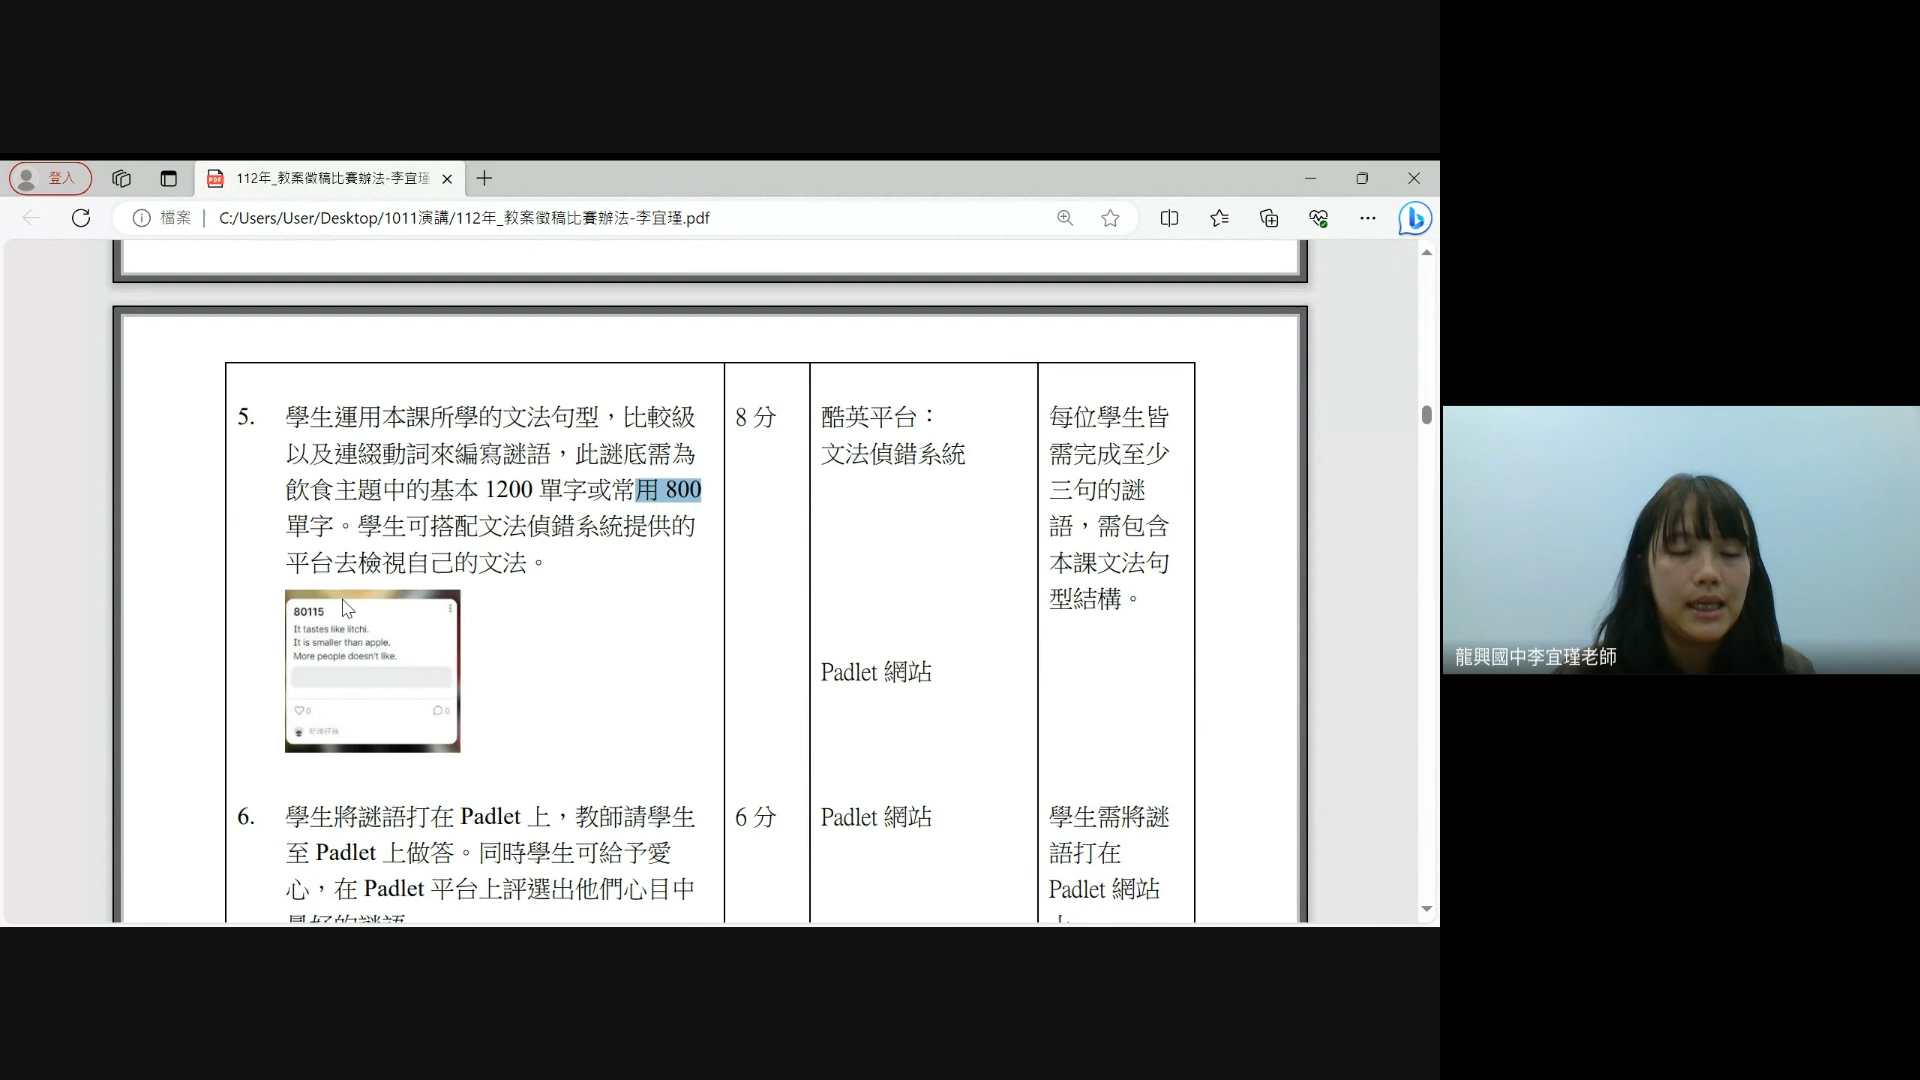 登入
112年_教案徵稿比賽辦法-李宜瑾
檔案
C:/Users/User/Desktop/1011演講/112年_教案徵稿比賽辦法-李宜瑾.pdf
5. 學生運用本課所學的文法句型，比較級
以及連綴動詞來編寫謎語，此謎底需為
飲食主題中的基本 1200 單字或常用 800
單字。學生可搭配文法偵錯系統提供的
平台去檢視自己的文法。
80115
It tastes like litchi.
It is smaller than apple.
More people doesn't like.
0
0
8 分
酷英平台：
文法偵錯系統
Padlet 網站
每位學生皆
需完成至少
三句的謎
語，需包含
本課文法句
型結構。
6. 學生將謎語打在 Padlet 上，教師請學生
至 Padlet 上做答。同時學生可給予愛
心，在 Padlet 平台上評選出他們心目中
最好的謎語
6 分
Padlet 網站
學生需將謎
語打在
Padlet 網站
上
龍興國中李宜瑾老師